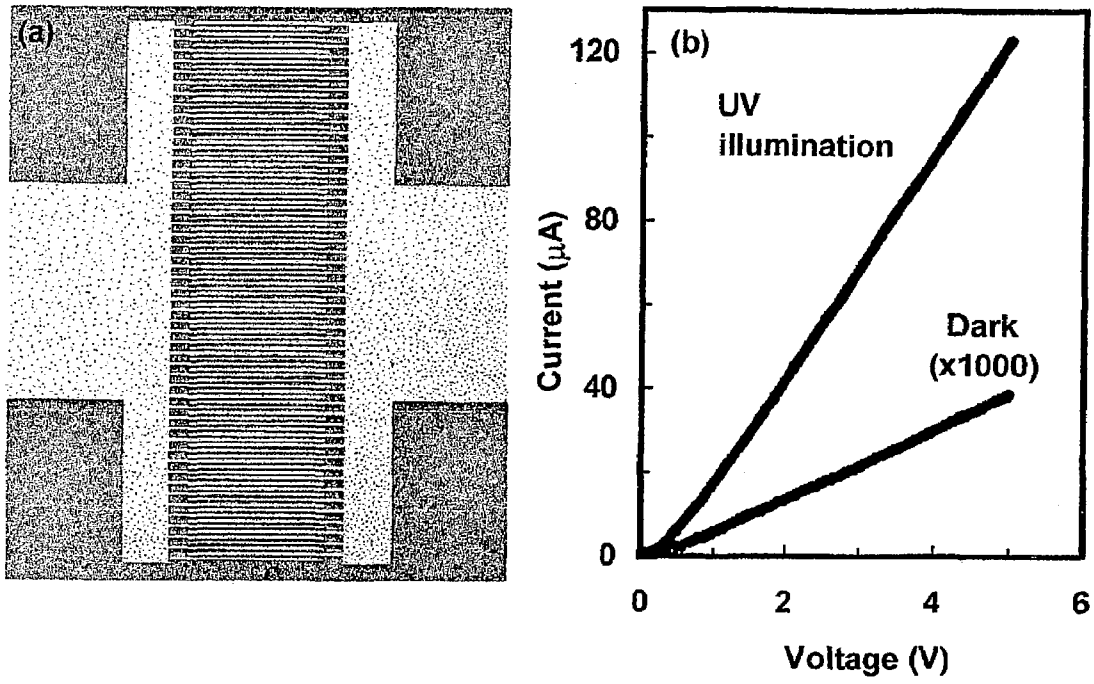 (a)
(b)
120
80
40
0
UV
illumination
Dark
(x1000)
Current (µA)
0
2
4
6
Voltage (V)